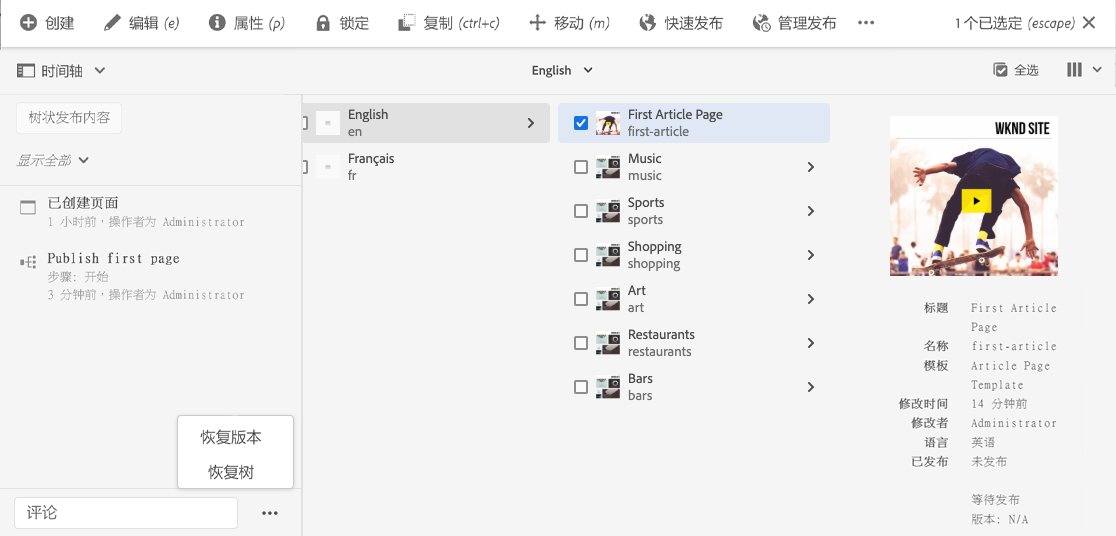 创建 编辑 (e) 属性 (p) 锁定 复制 (ctrl+c) 移动 (m) 快速发布 管理发布 1个已选定 (escape)
时间轴 English 全选
树状发布内容
显示全部
已创建页面
1 小时前，操作者为 Administrator
Publish first page
步骤: 开始
3 分钟前，操作者为 Administrator
恢复版本
恢复树
评论
English
en
Français
fr
First Article Page
first-article
Music
music
Sports
sports
Shopping
shopping
Art
art
Restaurants
restaurants
Bars
bars
WKND SITE
标题 First Article
Page
名称 first-article
模板 Article Page
Template
修改时间 14 分钟前
修改者 Administrator
语言 英语
已发布 未发布
等待发布
版本: N/A